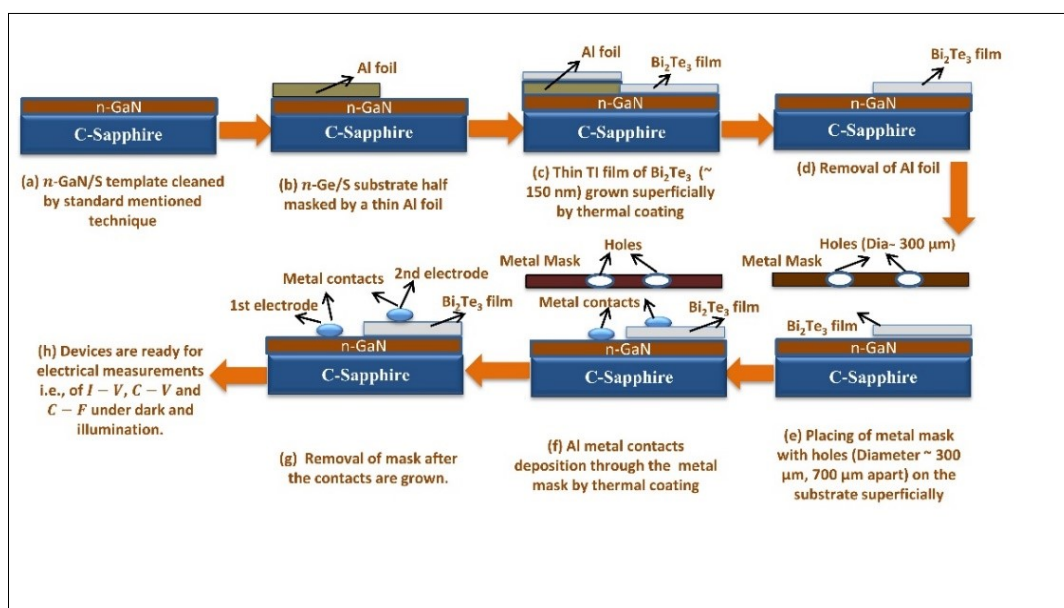 Al foil
n-GaN
C-Sapphire
(a) n-GaN/S template cleaned
by standard mentioned
technique
n-GaN
C-Sapphire
(b) n-Ge/S substrate half
masked by a thin Al foil
Al foil
Bi₂Te₃ film
n-GaN
C-Sapphire
(c) Thin TI film of Bi₂Te₃ (~
150 nm) grown superficially
by thermal coating
Bi₂Te₃ film
n-GaN
C-Sapphire
(d) Removal of Al foil
Holes (Dia~ 300 μm)
Metal Mask
Bi₂Te₃ film
n-GaN
C-Sapphire
(e) Placing of metal mask
with holes (Diameter ~ 300
μm, 700 μm apart) on the
substrate superficially
Holes
Metal Mask
Metal contacts
Bi₂Te₃ film
n-GaN
C-Sapphire
(f) Al metal contacts
deposition through the metal
mask by thermal coating
Metal contacts
2nd electrode
1st electrode
Bi₂Te₃ film
n-GaN
C-Sapphire
(g) Removal of mask after
the contacts are grown.
(h) Devices are ready for
electrical measurements
i.e., of I − V, C − V and
C − F under dark and
illumination.